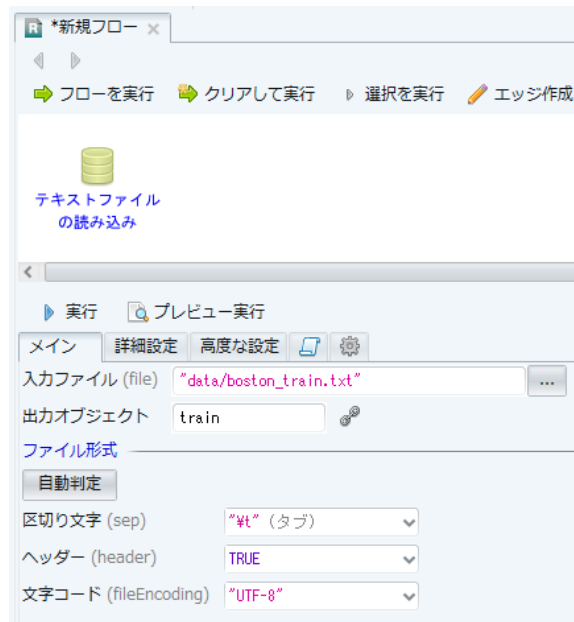 R *新規フロー
フローを実行 クリアして実行 選択を実行 エッジ作成
テキストファイル
の読み込み
実行 プレビュー実行
メイン 詳細設定 高度な設定
入力ファイル (file) "data/boston_train.txt" ...
出力オブジェクト train
ファイル形式
自動判定
区切り文字 (sep) "¥t" (タブ)
ヘッダー (header) TRUE
文字コード (fileEncoding) "UTF-8"